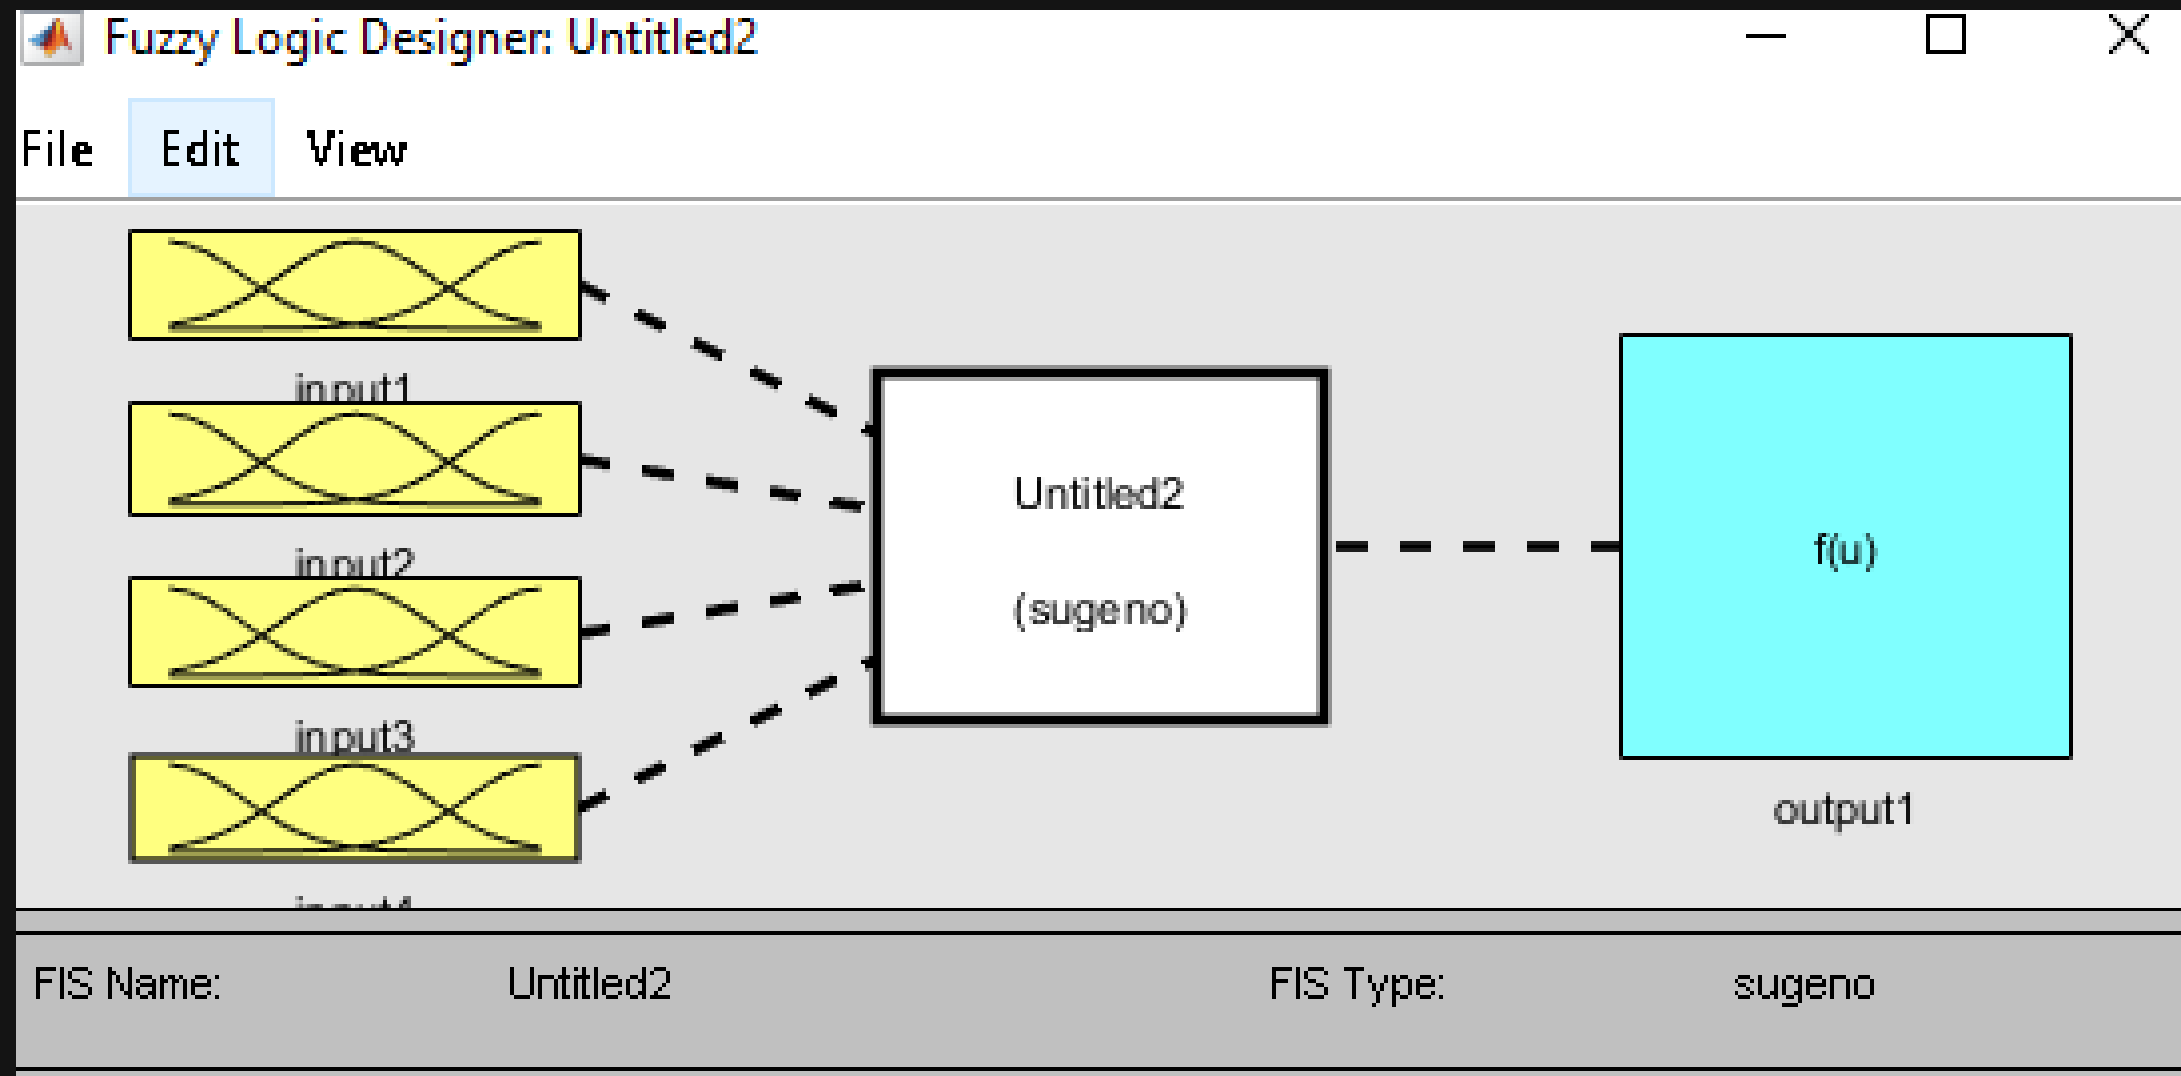 Fuzzy Logic Designer: Untitled2
File Edit View
input1
input2
input3
input4
Untitled2
(sugeno)
f(u)
output1
FIS Name: Untitled2 FIS Type: sugeno